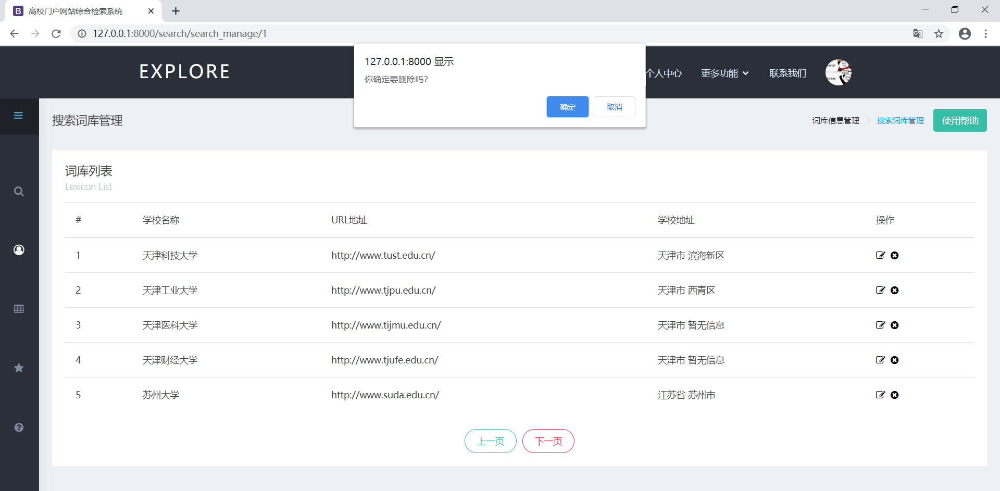 高校门户网站综合检索系统
127.0.0.1:8000/search/search_manage/1
127.0.0.1:8000 显示
你确定要删除吗?
确定 取消
EXPLORE
个人中心 更多功能 联系我们
搜索词库管理
词库信息管理 搜索词库管理 使用帮助
词库列表
Lexicon List
# 学校名称 URL地址 学校地址 操作
1 天津科技大学 http://www.tust.edu.cn/ 天津市 滨海新区
2 天津工业大学 http://www.tjpu.edu.cn/ 天津市 西青区
3 天津医科大学 http://www.tijmu.edu.cn/ 天津市 暂无信息
4 天津财经大学 http://www.tjufe.edu.cn/ 天津市 暂无信息
5 苏州大学 http://www.suda.edu.cn/ 江苏省 苏州市
上一页 下一页